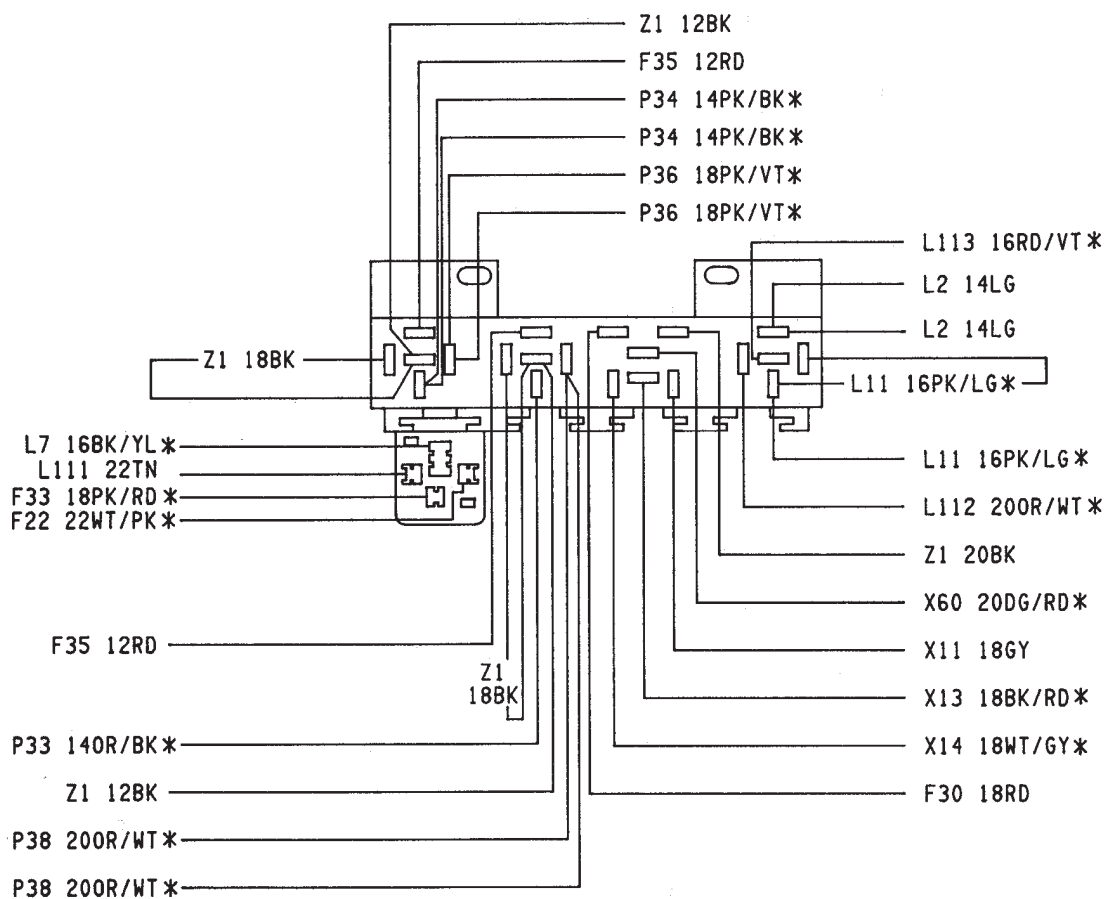 Z1 12BK
F35 12RD
P34 14PK/BK*
P34 14PK/BK*
P36 18PK/VT*
P36 18PK/VT*
L113 16RD/VT*
L2 14LG
L2 14LG
Z1 18BK
L11 16PK/LG*
L7 16BK/YL*
L111 22TN
F33 18PK/RD*
F22 22WT/PK*
L11 16PK/LG*
L112 20OR/WT*
Z1 20BK
X60 20DG/RD*
F35 12RD
X11 18GY
Z1
18BK
X13 18BK/RD*
P33 14OR/BK*
X14 18WT/GY*
Z1 12BK
F30 18RD
P38 20OR/WT*
P38 20OR/WT*